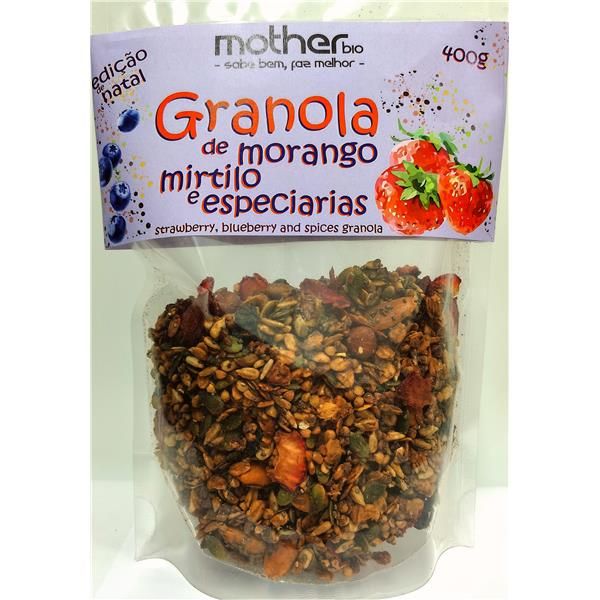 mother bio
- sabe bem, faz melhor -
400g
edição
de natal
Granola
de morango
mirtilo
e especiarias
strawberry, blueberry and spices granola